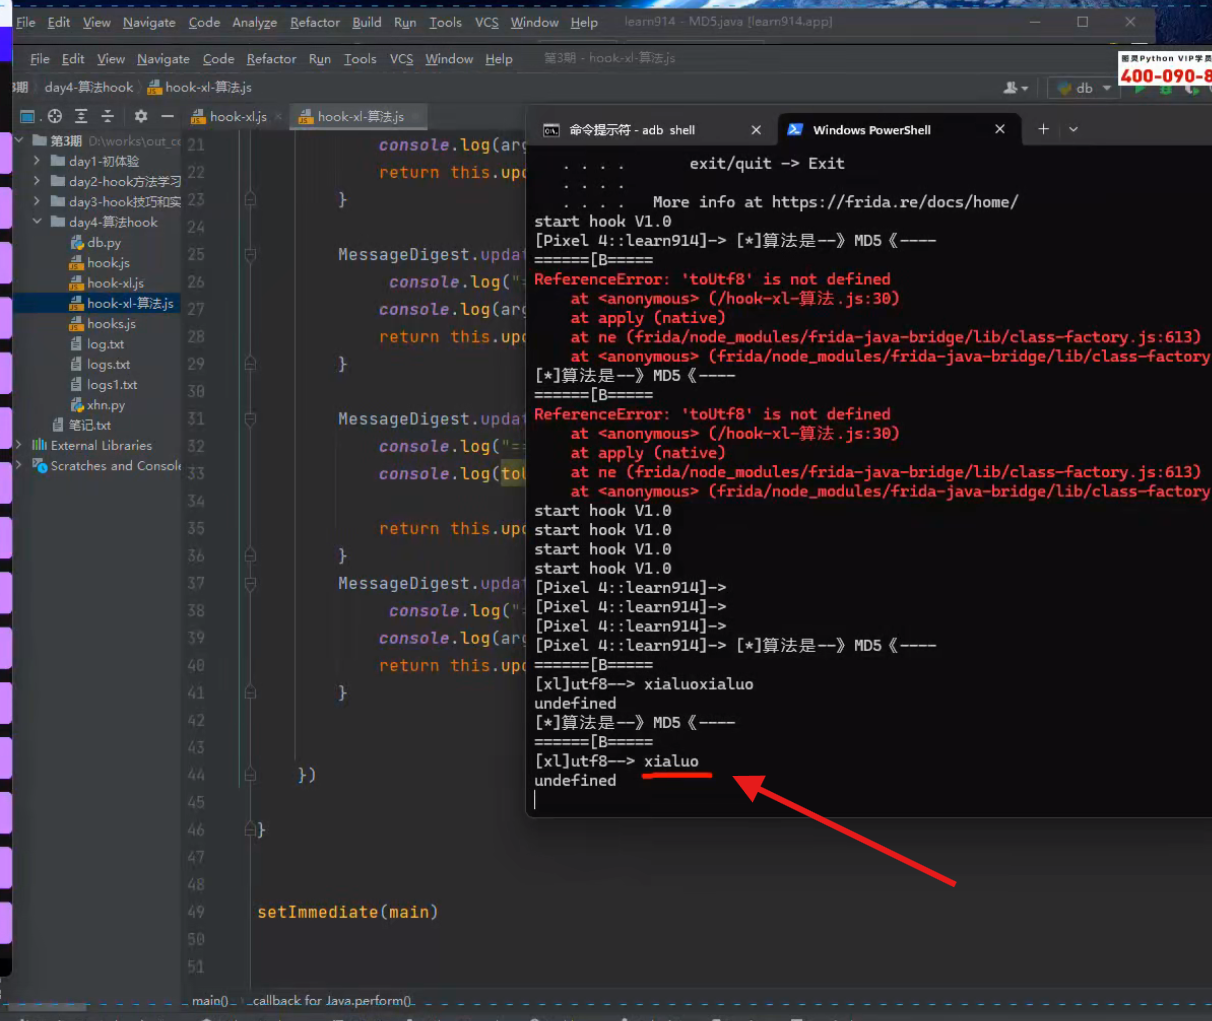 File Edit View Navigate Code Analyze Refactor Build Run Tools VCS Window Help learn914 - MD5.java [learn914.app]
File Edit View Navigate Code Refactor Run Tools VCS Window Help 第3期 - hook-xl-算法.js
图灵Python VIP学员
400-090-8
3期 day4-算法hook hook-xl-算法.js
db
hook-xl.js
hook-xl-算法.js
第3期 D:\works\out_co
day1-初体验
day2-hook方法学习
day3-hook技巧和实
day4-算法hook
db.py
hook.js
hook-xl.js
hook-xl-算法.js
hooks.js
log.txt
logs.txt
logs1.txt
xhn.py
笔记.txt
External Libraries
Scratches and Console
21 console.log(arg
22 return this.upd
23 }
24
25 MessageDigest.updat
26 console.log("=
27 console.log(arg
28 return this.upd
29 }
30
31 MessageDigest.updat
32 console.log("==
33 console.log(toU
34
35 return this.upd
36 }
37 MessageDigest.updat
38 console.log("=
39 console.log(arg
40 return this.upd
41 }
42
43
44 })
45
46 }
47
48
49 setImmediate(main)
50
51
main() callback for Java.perform()
命令提示符 - adb shell
Windows PowerShell
. . . . exit/quit -> Exit
. . . .
. . . . More info at https://frida.re/docs/home/
start hook V1.0
[Pixel 4::learn914]-> [*]算法是--》MD5《----
======[B=====
ReferenceError: 'toUtf8' is not defined
at <anonymous> (/hook-xl-算法.js:30)
at apply (native)
at ne (frida/node_modules/frida-java-bridge/lib/class-factory.js:613)
at <anonymous> (frida/node_modules/frida-java-bridge/lib/class-factory
[*]算法是--》MD5《----
======[B=====
ReferenceError: 'toUtf8' is not defined
at <anonymous> (/hook-xl-算法.js:30)
at apply (native)
at ne (frida/node_modules/frida-java-bridge/lib/class-factory.js:613)
at <anonymous> (frida/node_modules/frida-java-bridge/lib/class-factory
start hook V1.0
start hook V1.0
start hook V1.0
start hook V1.0
[Pixel 4::learn914]->
[Pixel 4::learn914]->
[Pixel 4::learn914]->
[Pixel 4::learn914]-> [*]算法是--》MD5《----
======[B=====
[xl]utf8--> xialuoxialuo
undefined
[*]算法是--》MD5《----
======[B=====
[xl]utf8--> xialuo
undefined